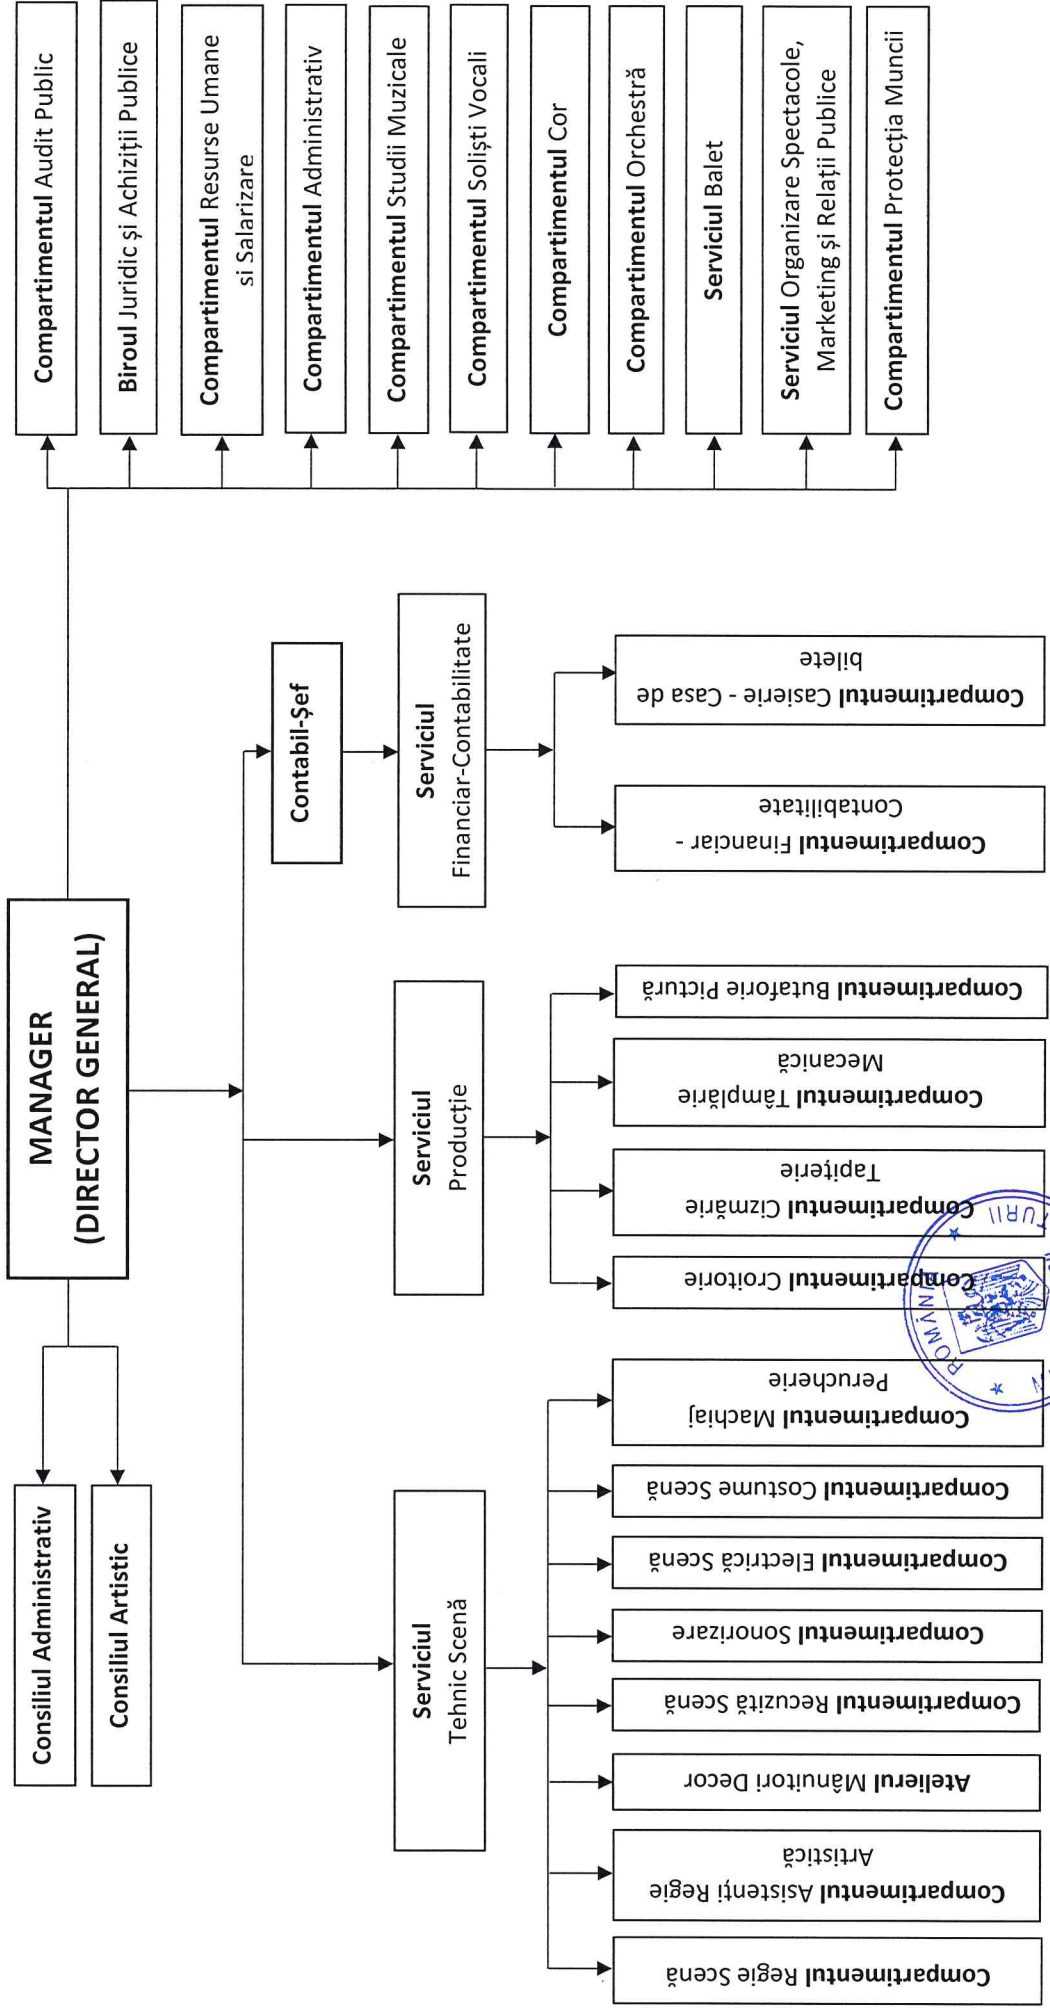 MANAGER
(DIRECTOR GENERAL)
Consiliul Administrativ
Consiliul Artistic
Compartimentul Audit Public
Biroul Juridic și Achiziții Publice
Compartimentul Resurse Umane
si Salarizare
Compartimentul Administrativ
Compartimentul Studii Muzicale
Compartimentul Soliști Vocali
Compartimentul Cor
Compartimentul Orchestră
Serviciul Balet
Serviciul Organizare Spectacole,
Marketing și Relații Publice
Compartimentul Protecția Muncii
Contabil-Șef
Serviciul
Tehnic Scenă
Serviciul
Producție
Serviciul
Financiar-Contabilitate
Compartimentul Regie Scenă
Compartimentul Asistenți Regie
Artistică
Atelierul Mânuitori Decor
Compartimentul Recuzită Scenă
Compartimentul Sonorizare
Compartimentul Electrică Scenă
Compartimentul Costume Scenă
Compartimentul Machiaj
Perucherie
Compartimentul Croitorie
Compartimentul Cizmărie
Tapițerie
Compartimentul Tâmplărie
Mecanică
Compartimentul Butaforie Pictură
Compartimentul Financiar -
Contabilitate
Compartimentul Casierie - Casa de
bilete
ROMÂNIA
TURII